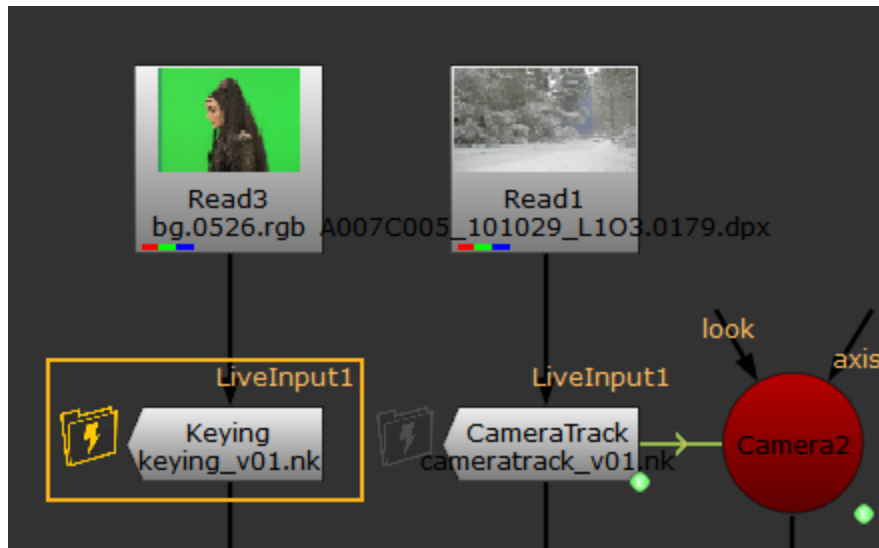 Read3
bg.0526.rgb
Read1
A007C005_101029_L1O3.0179.dpx
look
axis
LiveInput1
LiveInput1
Keying
keying_v01.nk
CameraTrack
cameratrack_v01.nk
Camera2